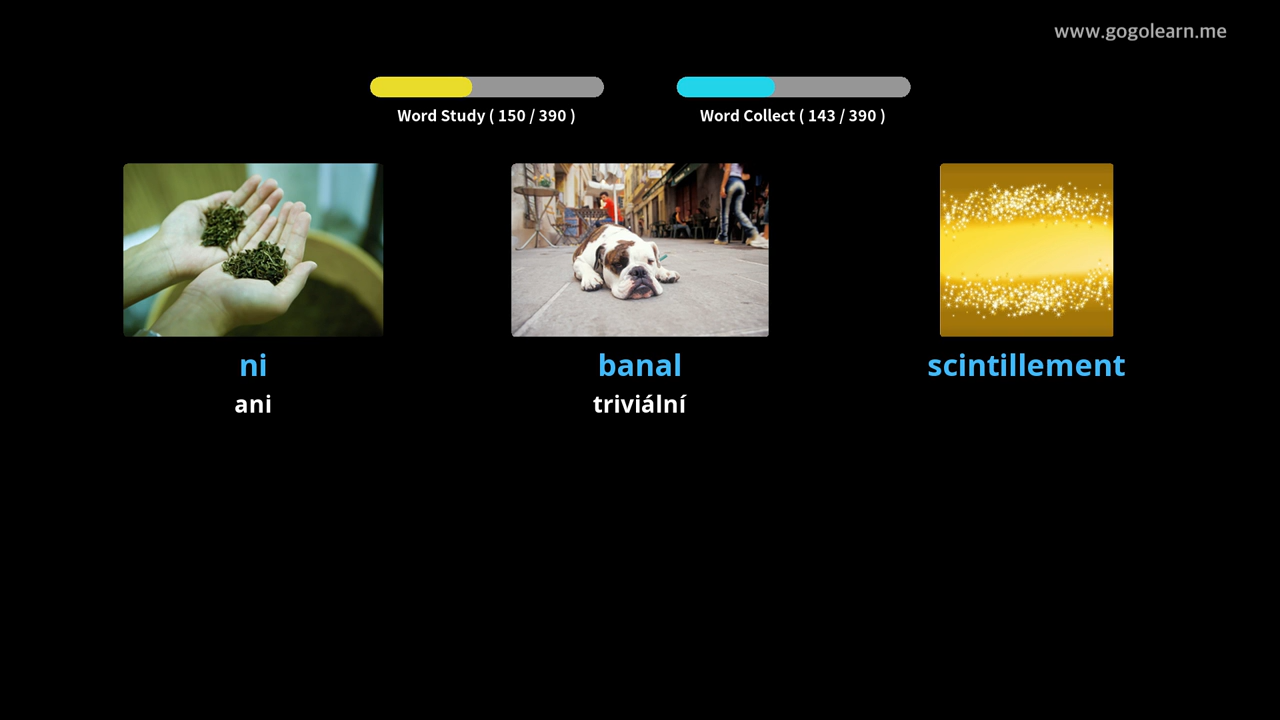 www.gogolearn.me
Word Study ( 150 / 390 )
Word Collect ( 143 / 390 )
ni
ani
banal
triviální
scintillement